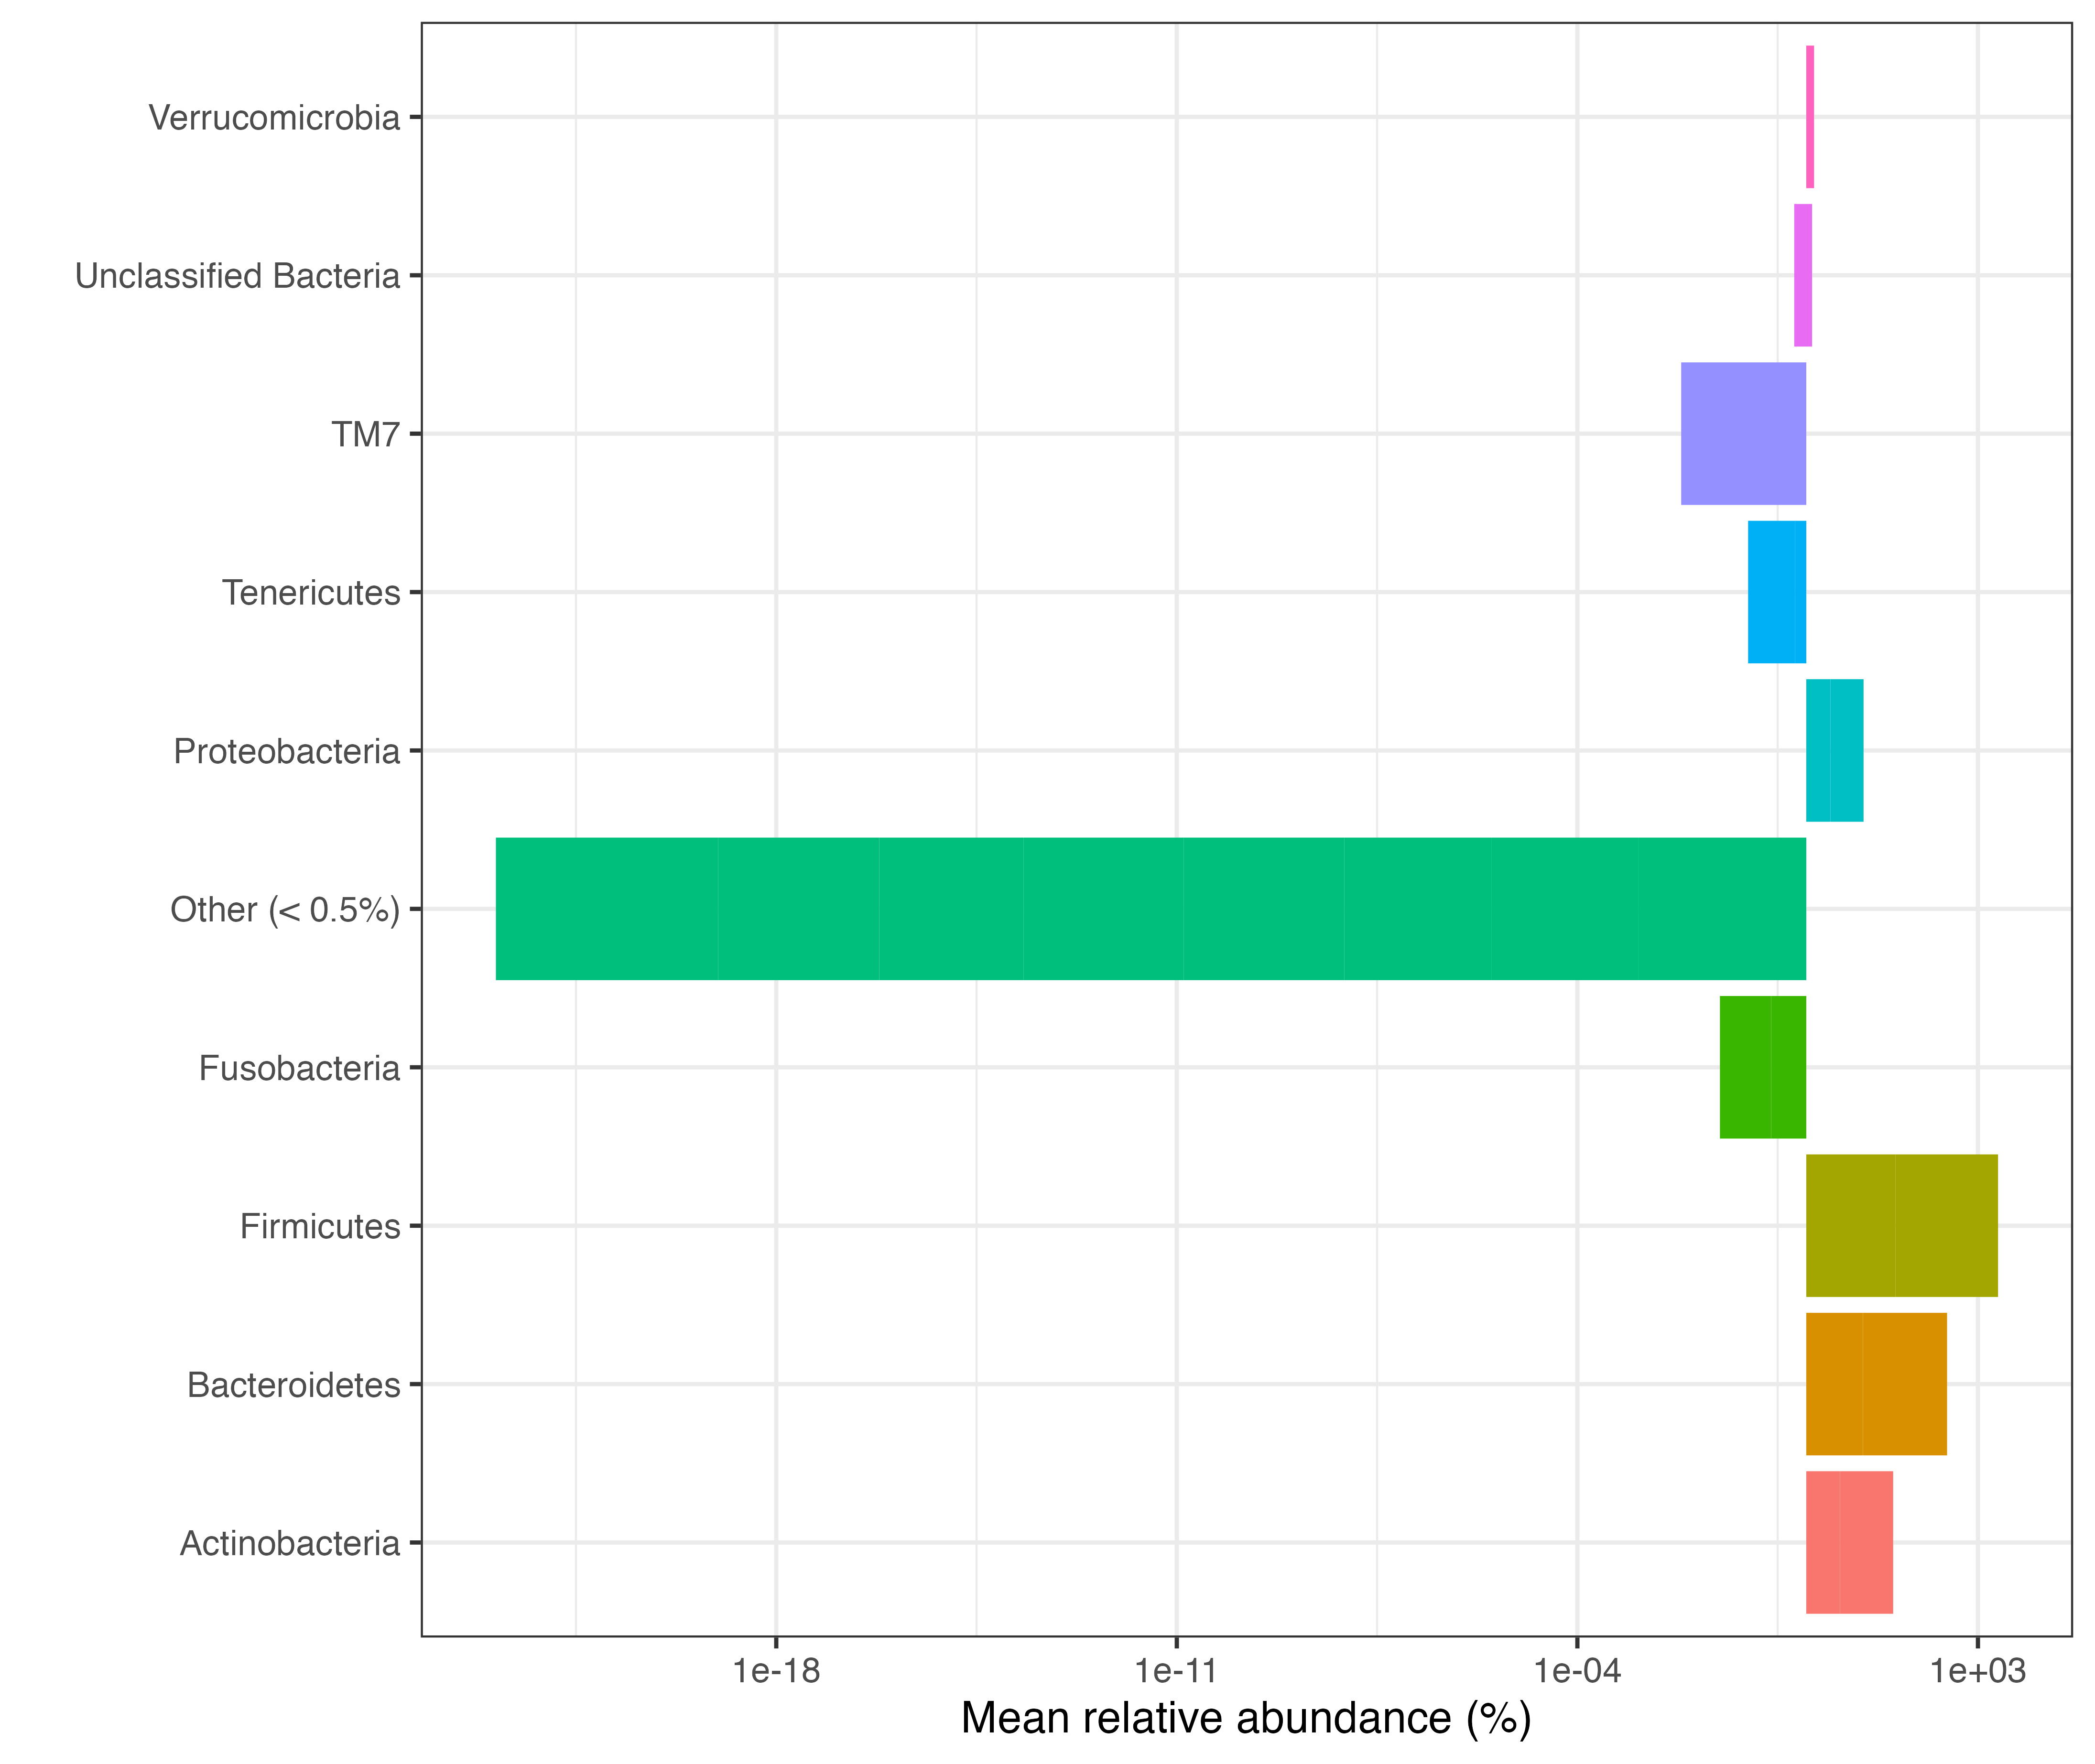 Verrucomicrobia
Unclassified Bacteria
TM7
Tenericutes
Proteobacteria
Other (< 0.5%)
Fusobacteria
Firmicutes
Bacteroidetes
Actinobacteria
1e-18 1e-11 1e-04 1e+03
Mean relative abundance (%)